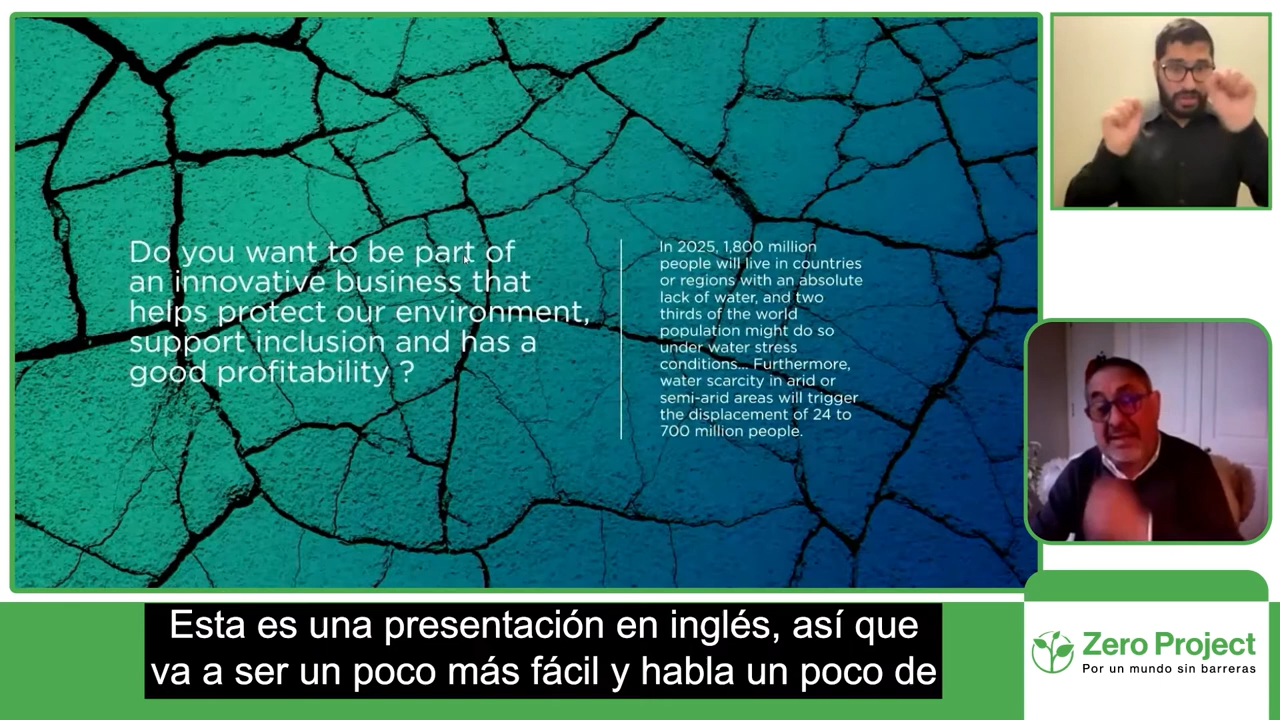 Do you want to be part of
an innovative business that
helps protect our environment,
support inclusion and has a
good profitability ?
In 2025, 1,800 million
people will live in countries
or regions with an absolute
lack of water, and two
thirds of the world
population might do so
under water stress
conditions... Furthermore,
water scarcity in arid or
semi-arid areas will trigger
the displacement of 24 to
700 million people.
Esta es una presentación en inglés, así que
va a ser un poco más fácil y habla un poco de
Zero Project
Por un mundo sin barreras